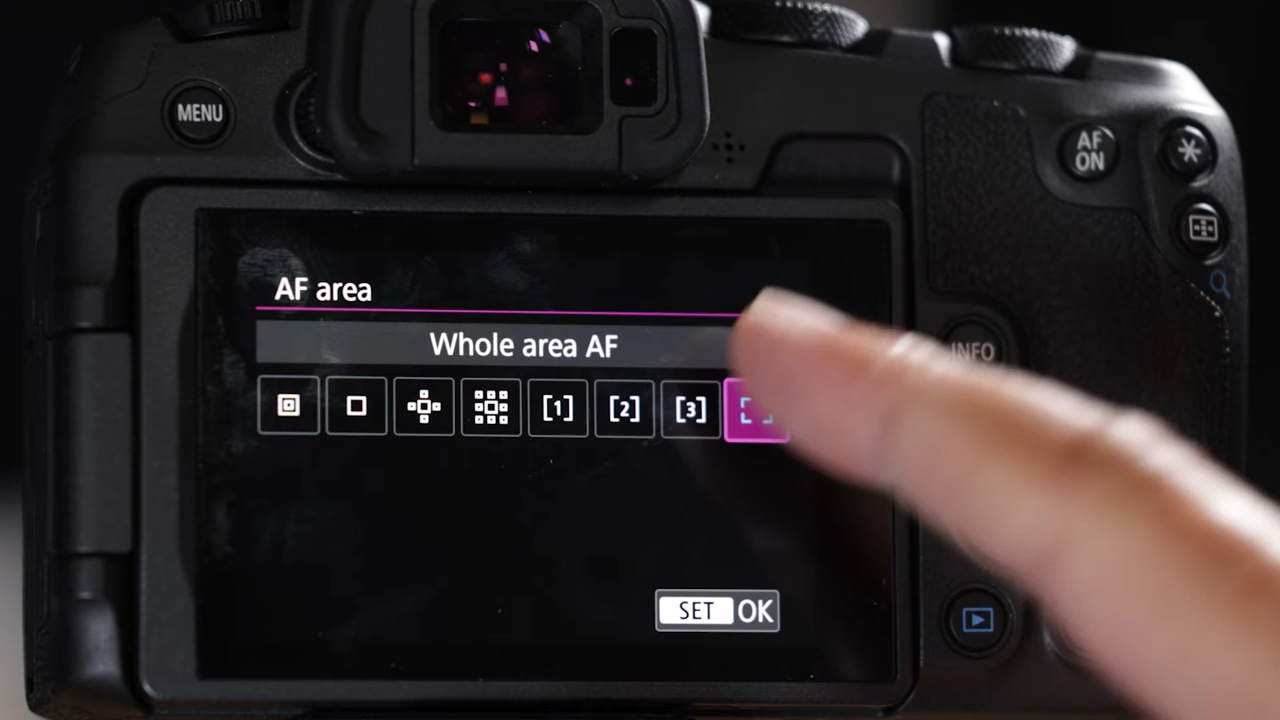 MENU
AF
ON
AF area
Whole area AF
INFO
[1] [2] [3]
SET OK